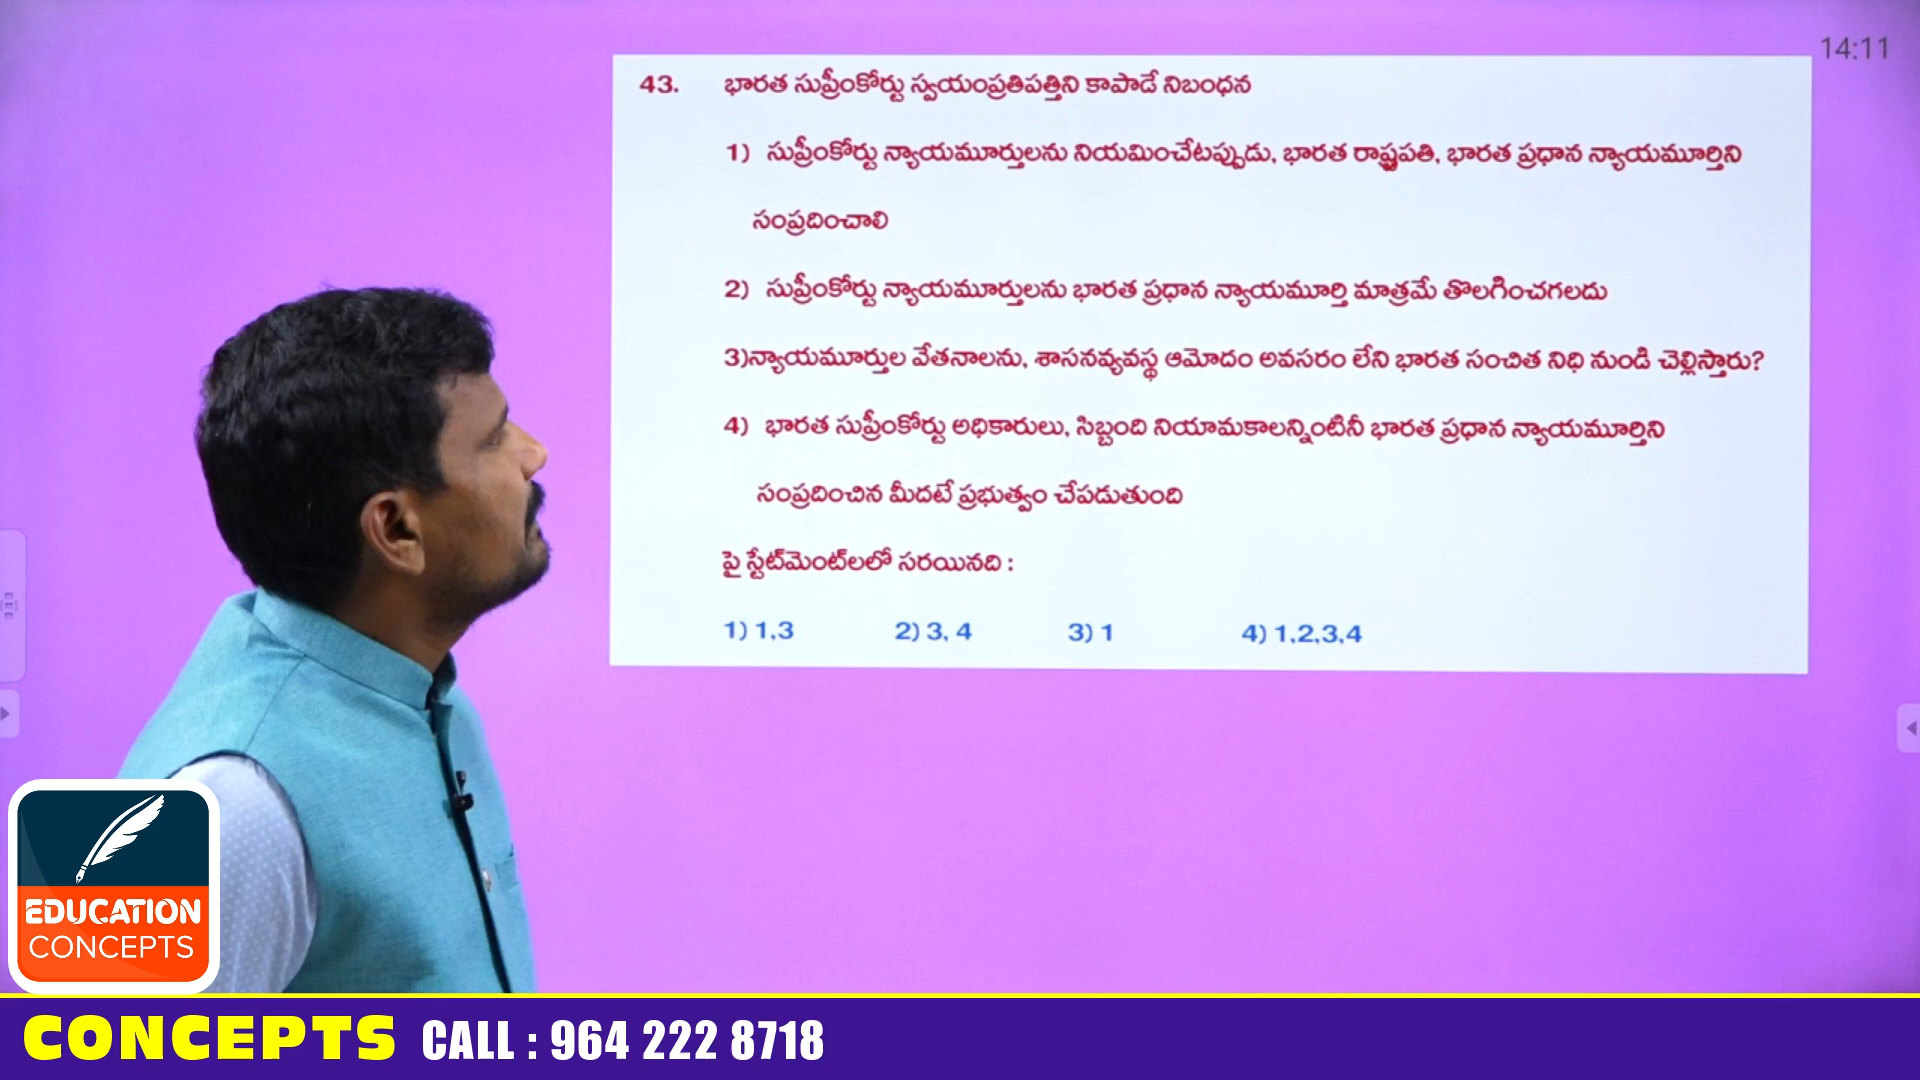 14:11
43. భారత సుప్రీంకోర్టు స్వయంప్రతిపత్తిని కాపాడే నిబంధన
1) సుప్రీంకోర్టు న్యాయమూర్తులను నియమించేటప్పుడు, భారత రాష్ట్రపతి, భారత ప్రధాన న్యాయమూర్తిని
సంప్రదించాలి
2) సుప్రీంకోర్టు న్యాయమూర్తులను భారత ప్రధాన న్యాయమూర్తి మాత్రమే తొలగించగలదు
3)న్యాయమూర్తుల వేతనాలను, శాసనవ్యవస్థ ఆమోదం అవసరం లేని భారత సంచిత నిధి నుండి చెల్లిస్తారు?
4) భారత సుప్రీంకోర్టు అధికారులు, సిబ్బంది నియామకాలన్నింటినీ భారత ప్రధాన న్యాయమూర్తిని
సంప్రదించిన మీదటే ప్రభుత్వం చేపడుతుంది
పై స్టేట్‌మెంట్‌లలో సరయినది :
1) 1,3 2) 3, 4 3) 1 4) 1,2,3,4
EDUCATION
CONCEPTS
CONCEPTS CALL : 964 222 8718